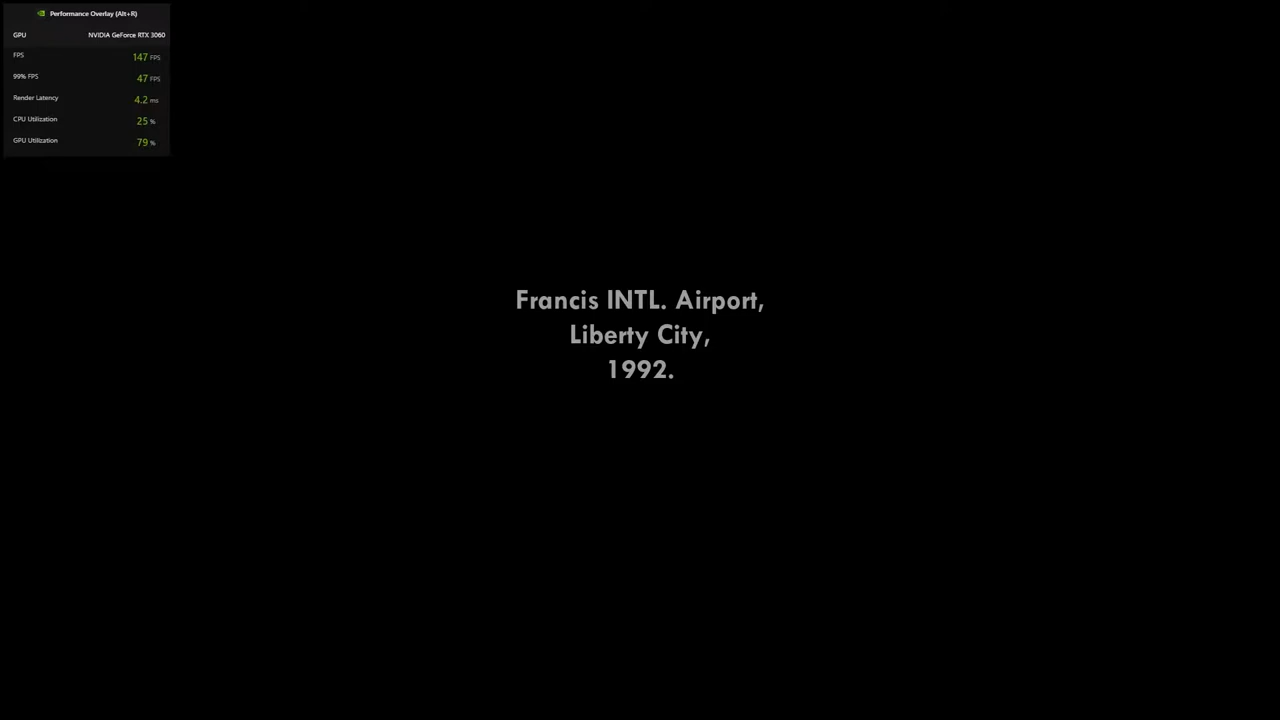 Performance Overlay (Alt+R)
GPU NVIDIA GeForce RTX 3060
FPS 147 FPS
99% FPS 47 FPS
Render Latency 4.2 ms
CPU Utilization 25 %
GPU Utilization 79 %
Francis INTL. Airport,
Liberty City,
1992.